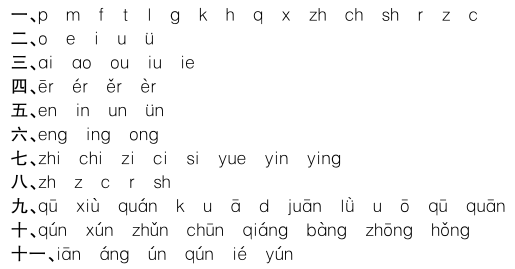 一、p m f t l g k h q x zh ch sh r z c
二、o e i u ü
三、ai ao ou iu ie
四、ēr ér ěr èr
五、en in un ün
六、eng ing ong
七、zhi chi zi ci si yue yin ying
八、zh z c r sh
九、qū xiù quán k u ā d juān lǜ u ō qū quān
十、qún xún zhǔn chūn qiáng bàng zhōng hǒng
十一、iān áng ún qún ié yún